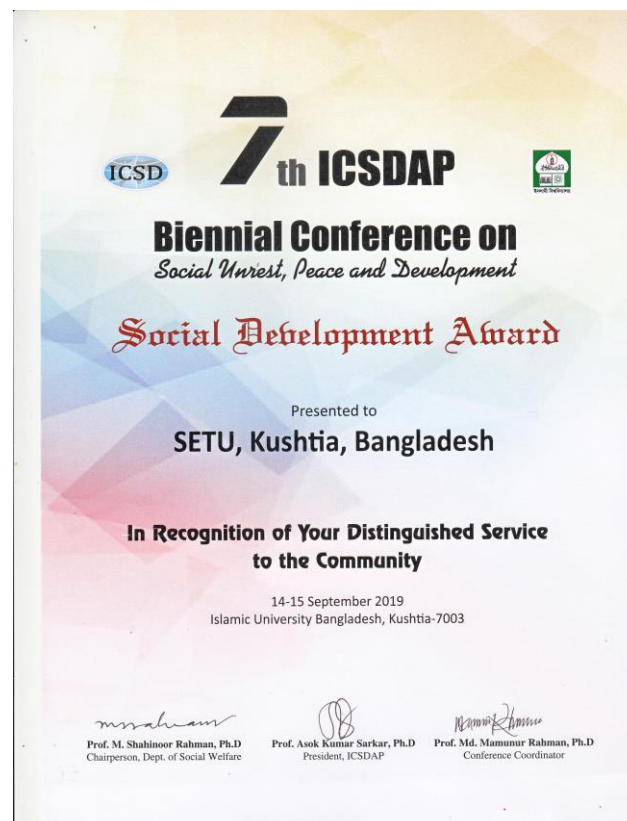 ICSD
7th ICSDAP
Biennial Conference on
Social Unrest, Peace and Development
Social Development Award
Presented to
SETU, Kushtia, Bangladesh
In Recognition of Your Distinguished Service
to the Community
14-15 September 2019
Islamic University Bangladesh, Kushtia-7003
Prof. M. Shahinoor Rahman, Ph.D
Chairperson, Dept. of Social Welfare
Prof. Asok Kumar Sarkar, Ph.D
President, ICSDAP
Prof. Md. Mamunur Rahman, Ph.D
Conference Coordinator